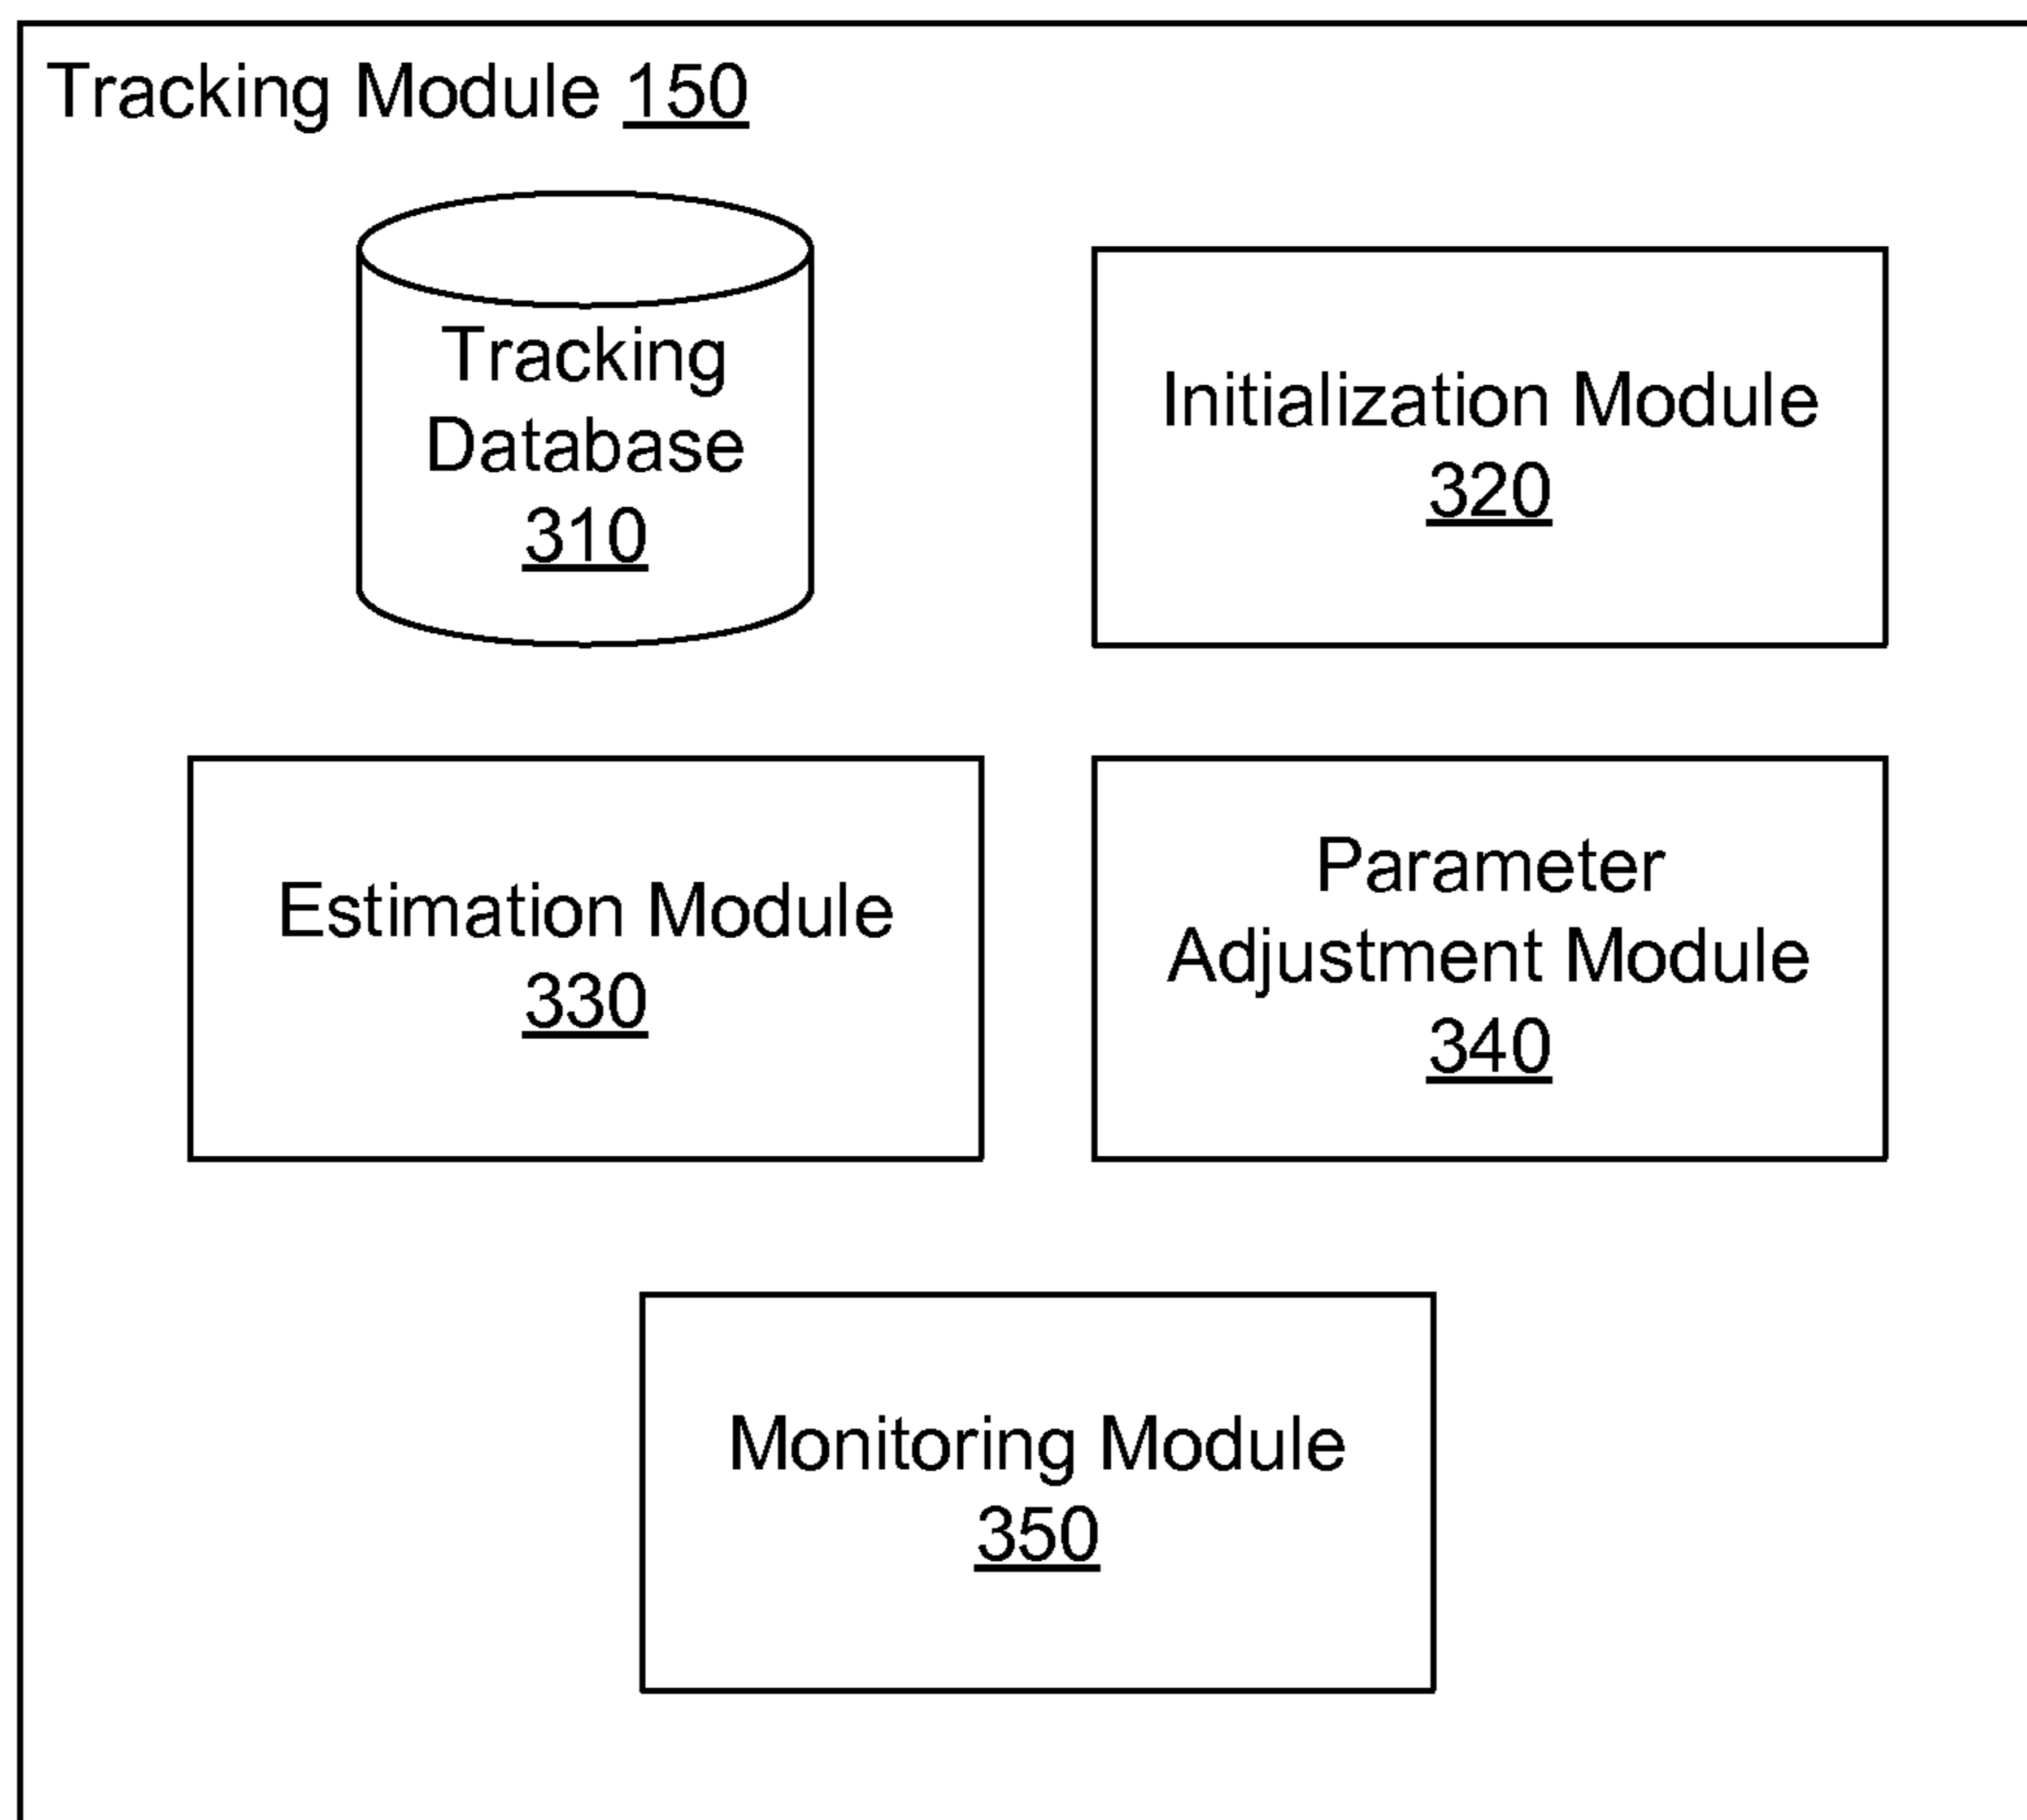 Tracking Module 150
Tracking
Database
310
Initialization Module
320
Estimation Module
330
Parameter
Adjustment Module
340
Monitoring Module
350